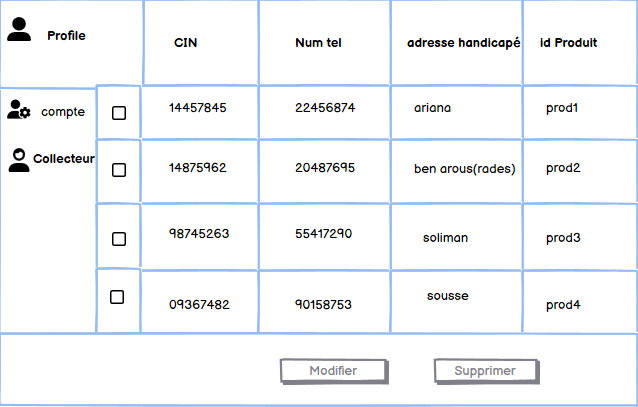 Profile
CIN Num tel adresse handicapé id Produit
compte
14457845 22456874 ariana prod1
Collecteur
14875962 20487695 ben arous(rades) prod2
98745263 55417290 soliman prod3
09367482 90158753 sousse prod4
Modifier Supprimer